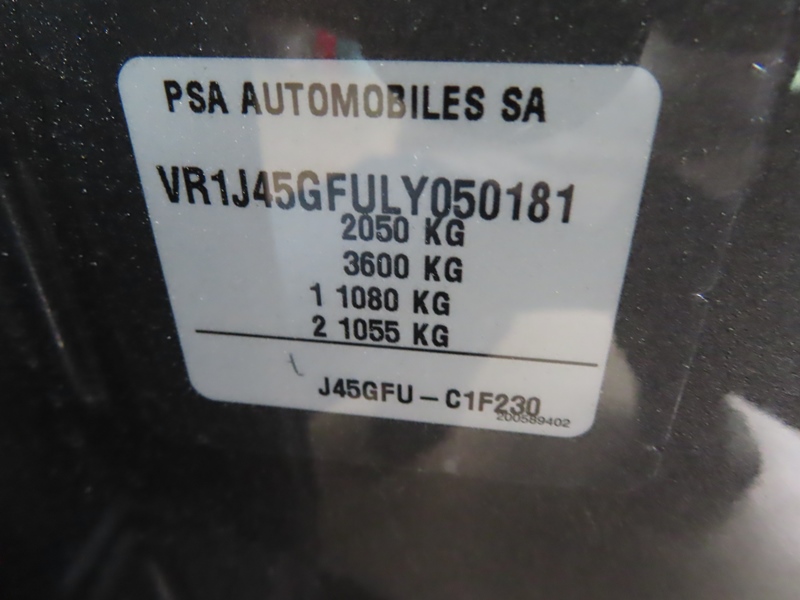 PSA AUTOMOBILES SA
VR1J45GFULY050181
2050 KG
3600 KG
1 1080 KG
2 1055 KG
J45GFU - C1F230
200589402